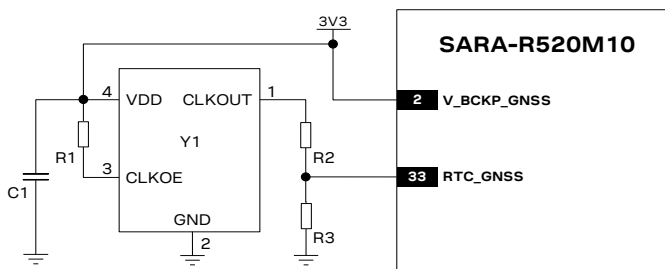 3V3
SARA-R520M10
4 VDD CLKOUT 1
2 V_BCKP_GNSS
Y1
R1
R2
3 CLKOE
33 RTC_GNSS
C1
GND
2
R3